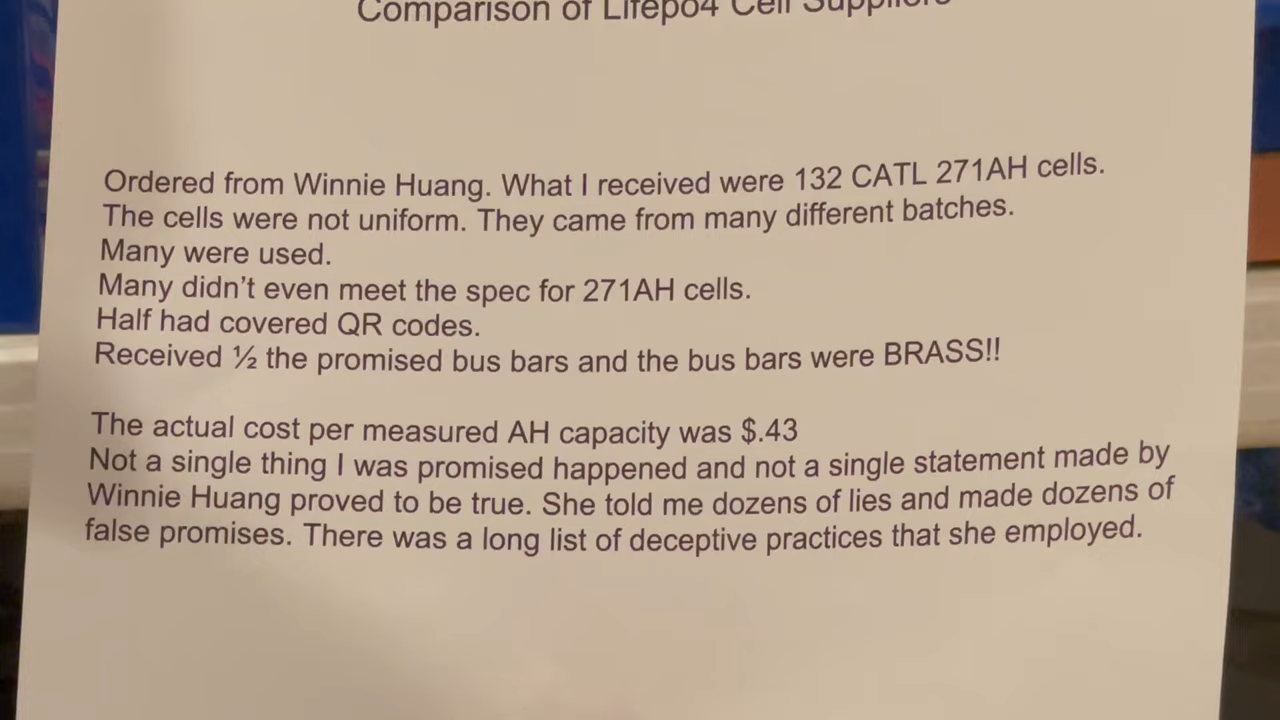 Comparison of Lifepo4 Cell Suppliers
Ordered from Winnie Huang. What I received were 132 CATL 271AH cells.
The cells were not uniform. They came from many different batches.
Many were used.
Many didn’t even meet the spec for 271AH cells.
Half had covered QR codes.
Received ½ the promised bus bars and the bus bars were BRASS!!
The actual cost per measured AH capacity was $.43
Not a single thing I was promised happened and not a single statement made by
Winnie Huang proved to be true. She told me dozens of lies and made dozens of
false promises. There was a long list of deceptive practices that she employed.